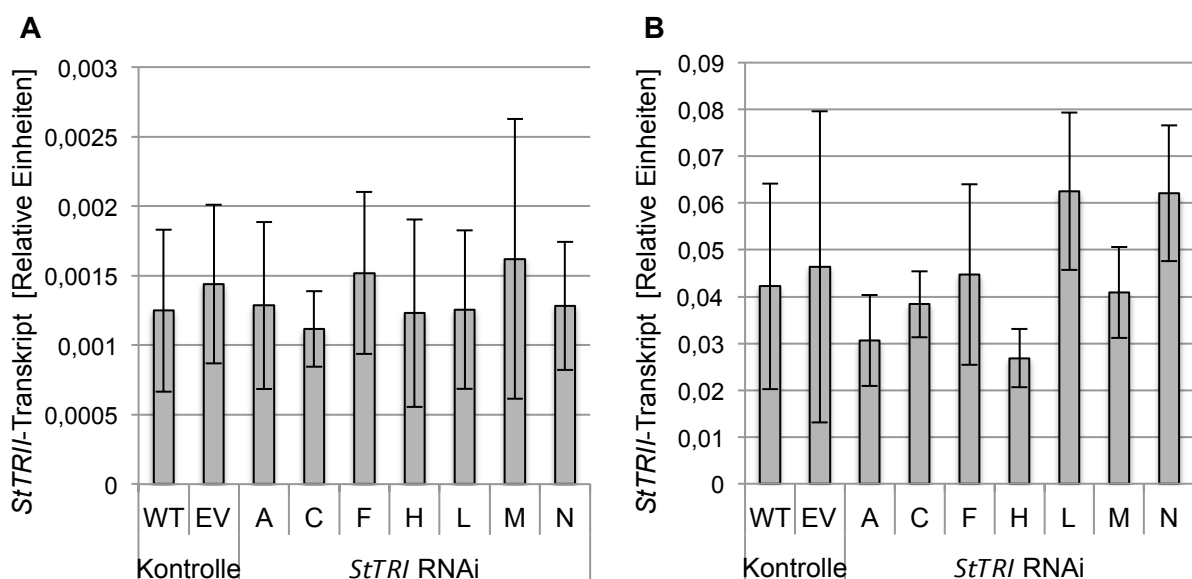 A
StTRII-Transkript [Relative Einheiten]
0,003
0,0025
0,002
0,0015
0,001
0,0005
0
WT EV A C F H L M N
Kontrolle StTRI RNAi
B
StTRII-Transkript [Relative Einheiten]
0,09
0,08
0,07
0,06
0,05
0,04
0,03
0,02
0,01
0
WT EV A C F H L M N
Kontrolle StTRI RNAi